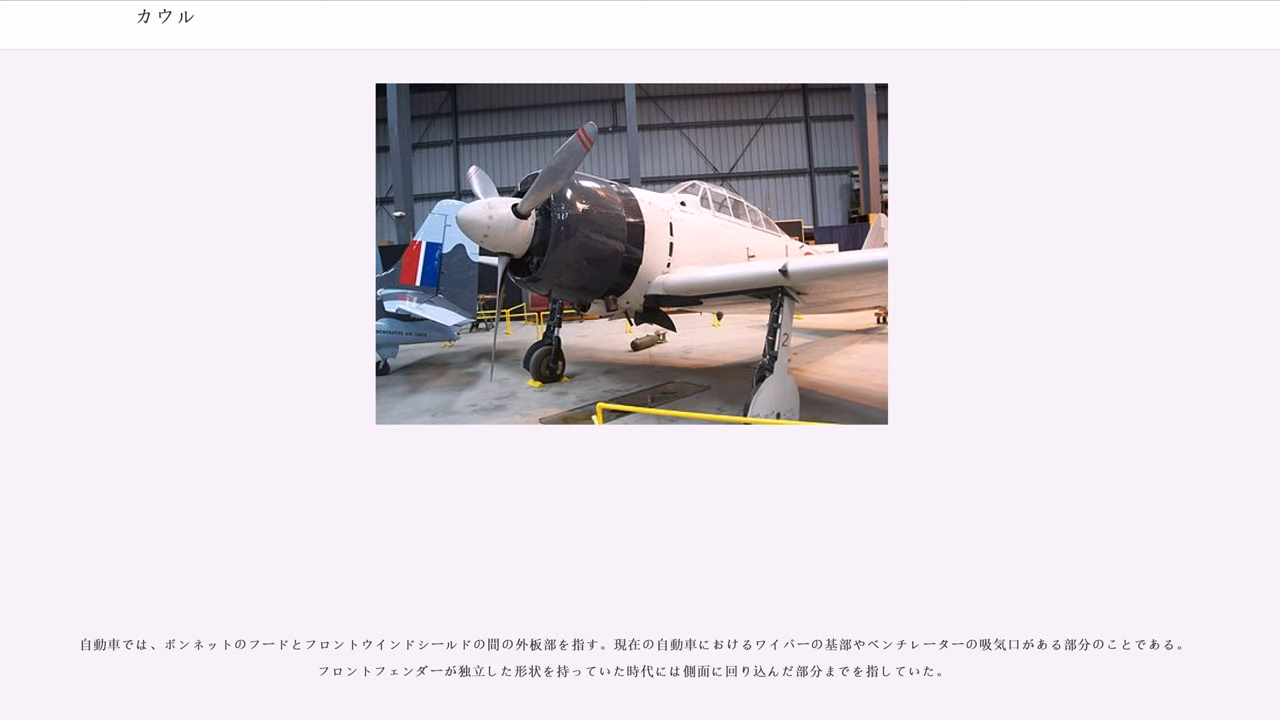 カウル
MEMORATIVE AIR FORCE
2
自動車では、ボンネットのフードとフロントウインドシールドの間の外板部を指す。現在の自動車におけるワイパーの基部やベンチレーターの吸気口がある部分のことである。
フロントフェンダーが独立した形状を持っていた時代には側面に回り込んだ部分までを指していた。